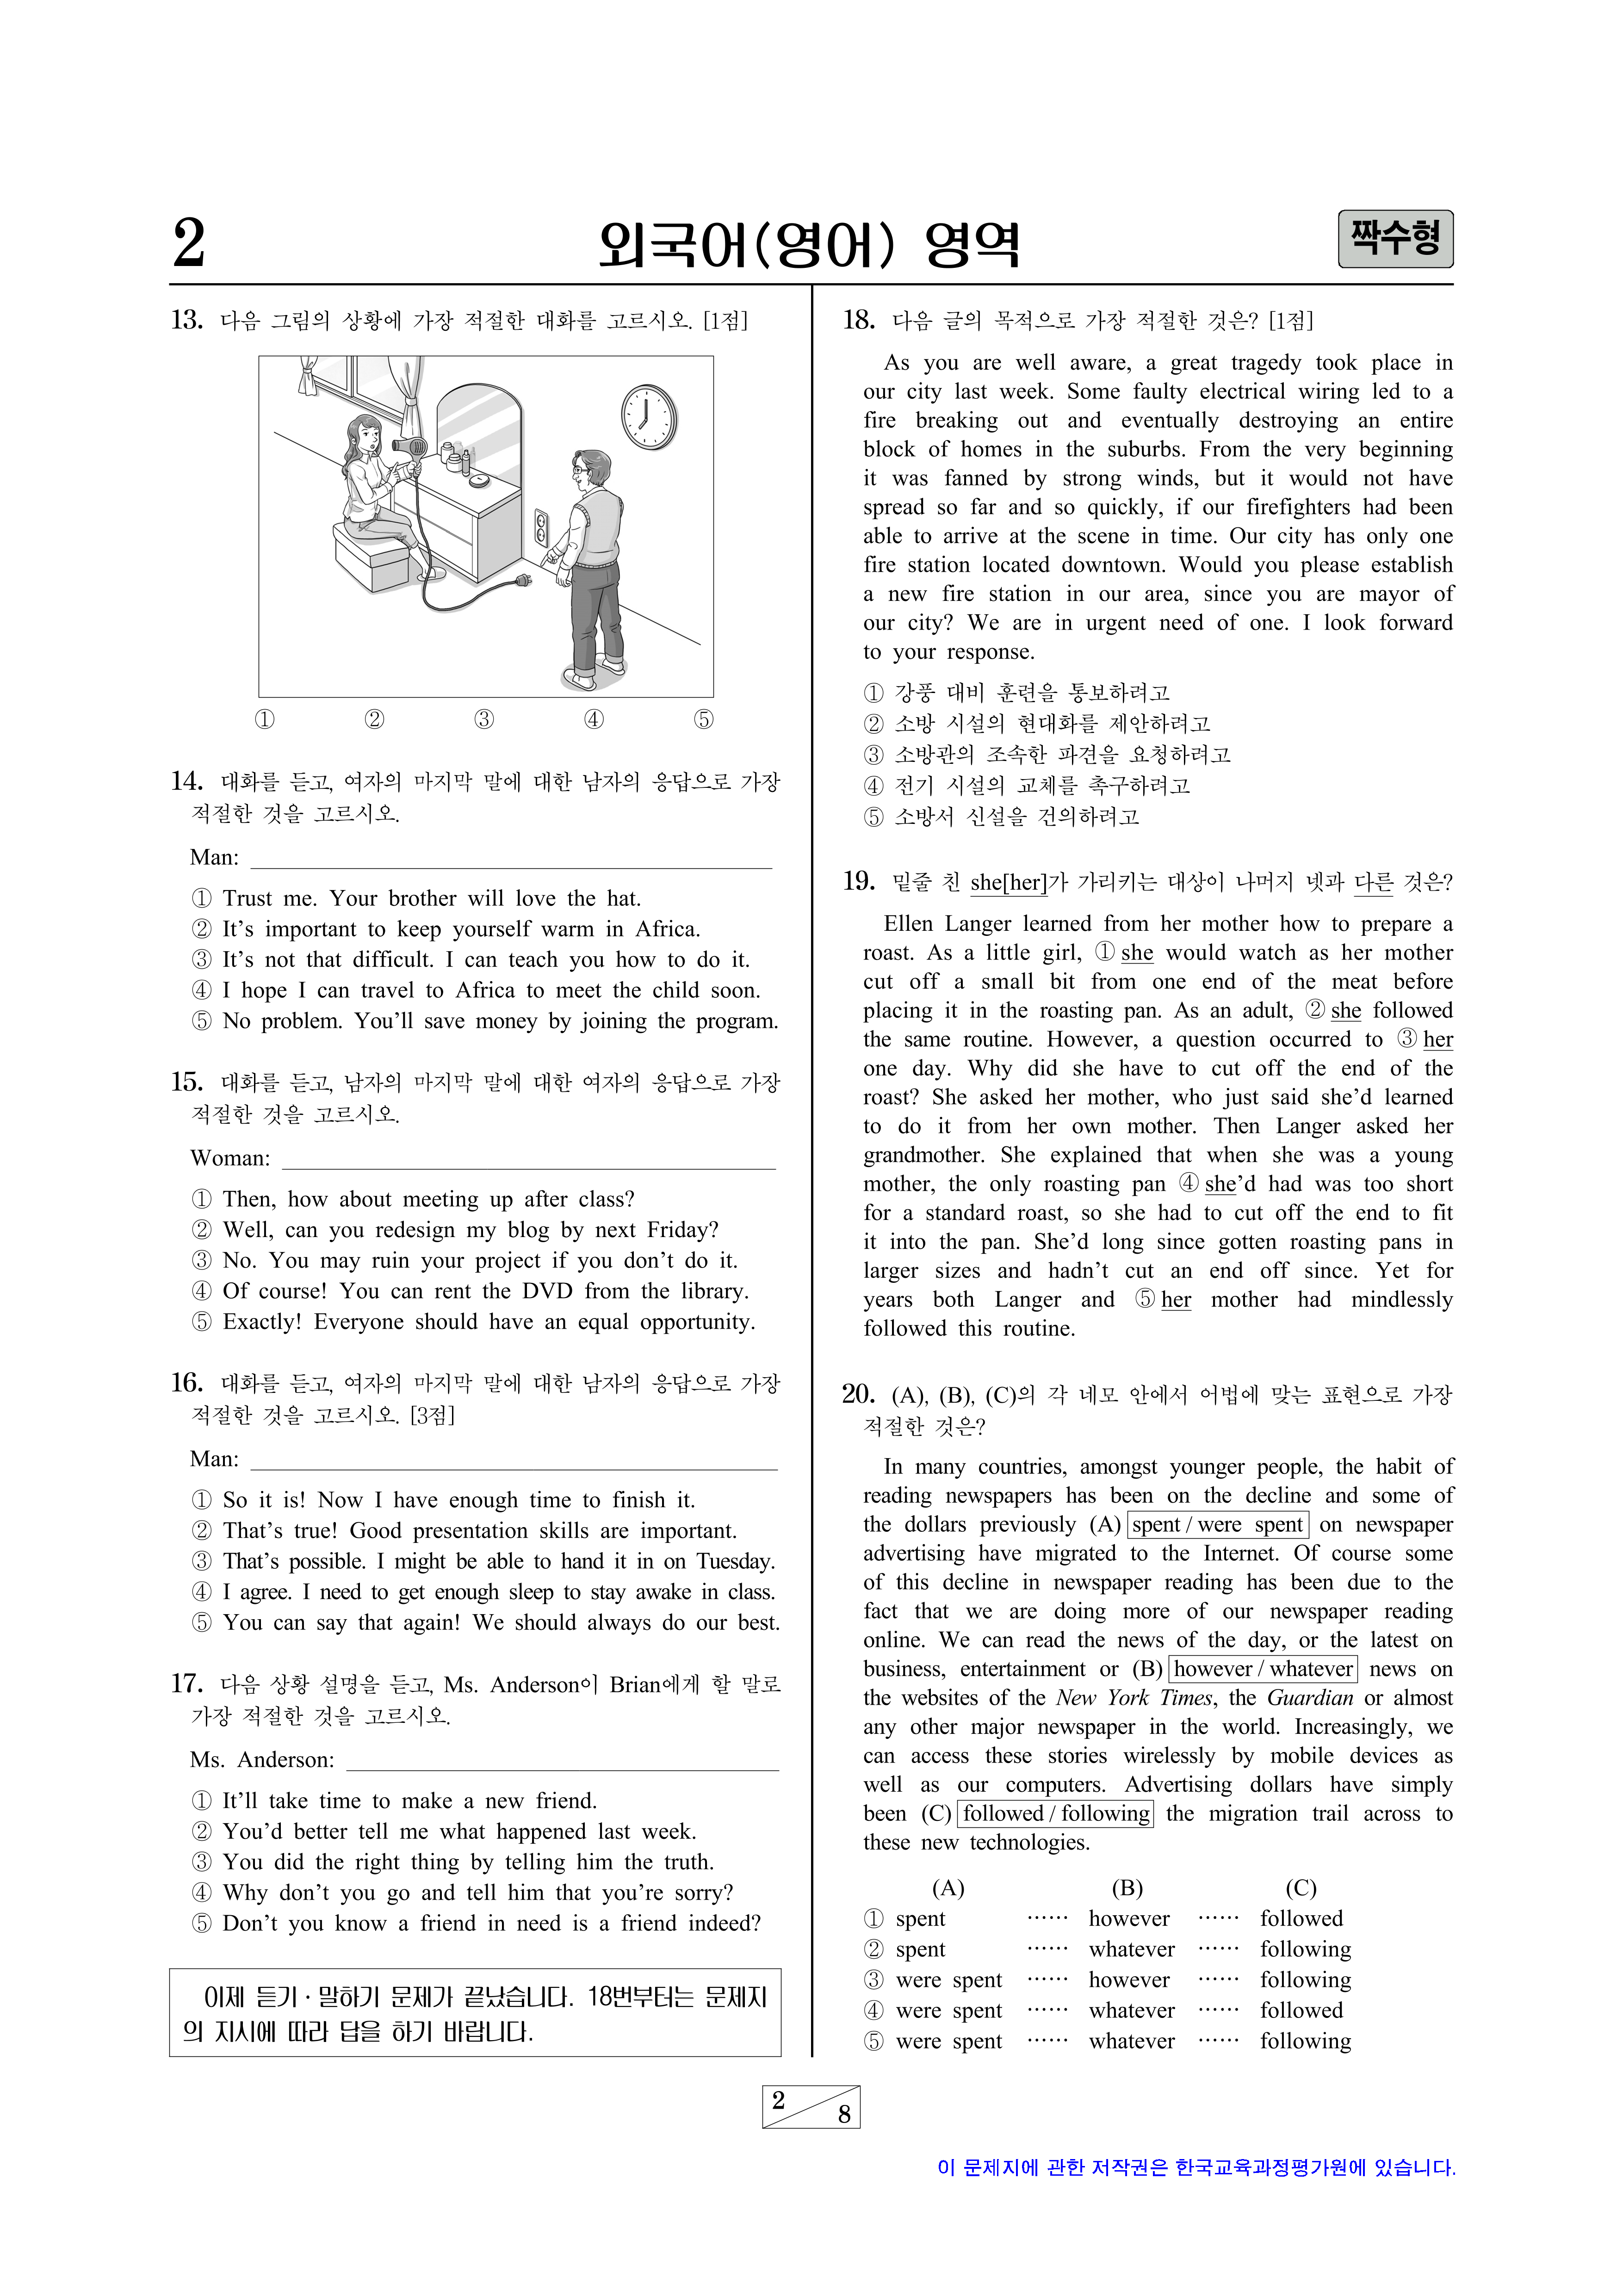 2
외국어(영어) 영역
짝수형
13. 다음 그림의 상황에 가장 적절한 대화를 고르시오. [1점]
① ② ③ ④ ⑤
14. 대화를 듣고, 여자의 마지막 말에 대한 남자의 응답으로 가장
적절한 것을 고르시오.
Man:
① Trust me. Your brother will love the hat.
② It’s important to keep yourself warm in Africa.
③ It’s not that difficult. I can teach you how to do it.
④ I hope I can travel to Africa to meet the child soon.
⑤ No problem. You’ll save money by joining the program.
15. 대화를 듣고, 남자의 마지막 말에 대한 여자의 응답으로 가장
적절한 것을 고르시오.
Woman:
① Then, how about meeting up after class?
② Well, can you redesign my blog by next Friday?
③ No. You may ruin your project if you don’t do it.
④ Of course! You can rent the DVD from the library.
⑤ Exactly! Everyone should have an equal opportunity.
16. 대화를 듣고, 여자의 마지막 말에 대한 남자의 응답으로 가장
적절한 것을 고르시오. [3점]
Man:
① So it is! Now I have enough time to finish it.
② That’s true! Good presentation skills are important.
③ That’s possible. I might be able to hand it in on Tuesday.
④ I agree. I need to get enough sleep to stay awake in class.
⑤ You can say that again! We should always do our best.
17. 다음 상황 설명을 듣고, Ms. Anderson이 Brian에게 할 말로
가장 적절한 것을 고르시오.
Ms. Anderson:
① It’ll take time to make a new friend.
② You’d better tell me what happened last week.
③ You did the right thing by telling him the truth.
④ Why don’t you go and tell him that you’re sorry?
⑤ Don’t you know a friend in need is a friend indeed?
이제 듣기·말하기 문제가 끝났습니다. 18번부터는 문제지
의 지시에 따라 답을 하기 바랍니다.
18. 다음 글의 목적으로 가장 적절한 것은? [1점]
As you are well aware, a great tragedy took place in
our city last week. Some faulty electrical wiring led to a
fire breaking out and eventually destroying an entire
block of homes in the suburbs. From the very beginning
it was fanned by strong winds, but it would not have
spread so far and so quickly, if our firefighters had been
able to arrive at the scene in time. Our city has only one
fire station located downtown. Would you please establish
a new fire station in our area, since you are mayor of
our city? We are in urgent need of one. I look forward
to your response.
① 강풍 대비 훈련을 통보하려고
② 소방 시설의 현대화를 제안하려고
③ 소방관의 조속한 파견을 요청하려고
④ 전기 시설의 교체를 촉구하려고
⑤ 소방서 신설을 건의하려고
19. 밑줄 친 she[her]가 가리키는 대상이 나머지 넷과 다른 것은?
Ellen Langer learned from her mother how to prepare a
roast. As a little girl, ① she would watch as her mother
cut off a small bit from one end of the meat before
placing it in the roasting pan. As an adult, ② she followed
the same routine. However, a question occurred to ③ her
one day. Why did she have to cut off the end of the
roast? She asked her mother, who just said she’d learned
to do it from her own mother. Then Langer asked her
grandmother. She explained that when she was a young
mother, the only roasting pan ④ she’d had was too short
for a standard roast, so she had to cut off the end to fit
it into the pan. She’d long since gotten roasting pans in
larger sizes and hadn’t cut an end off since. Yet for
years both Langer and ⑤ her mother had mindlessly
followed this routine.
20. (A), (B), (C)의 각 네모 안에서 어법에 맞는 표현으로 가장
적절한 것은?
In many countries, amongst younger people, the habit of
reading newspapers has been on the decline and some of
the dollars previously (A) spent / were spent on newspaper
advertising have migrated to the Internet. Of course some
of this decline in newspaper reading has been due to the
fact that we are doing more of our newspaper reading
online. We can read the news of the day, or the latest on
business, entertainment or (B) however / whatever news on
the websites of the New York Times, the Guardian or almost
any other major newspaper in the world. Increasingly, we
can access these stories wirelessly by mobile devices as
well as our computers. Advertising dollars have simply
been (C) followed / following the migration trail across to
these new technologies.
(A) (B) (C)
① spent …… however …… followed
② spent …… whatever …… following
③ were spent …… however …… following
④ were spent …… whatever …… followed
⑤ were spent …… whatever …… following
2
8
이 문제지에 관한 저작권은 한국교육과정평가원에 있습니다.